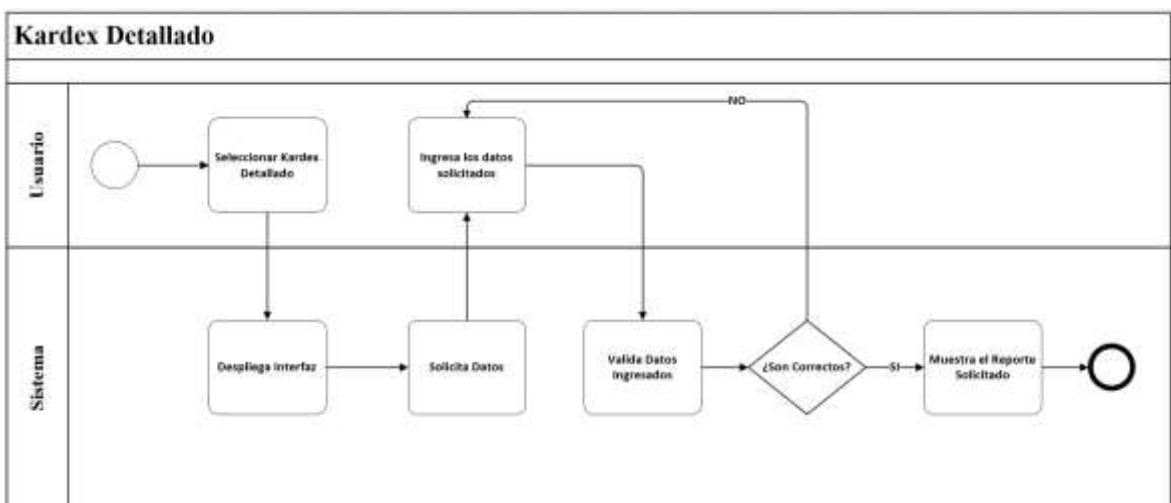 Kardex Detallado
Usuario
Seleccionar Kardex
Detallado
Ingresa los datos
solicitados
NO
Sistema
Despliega Interfaz
Solicita Datos
Valida Datos
Ingresados
¿Son Correctos?
SI
Muestra el Reporte
Solicitado